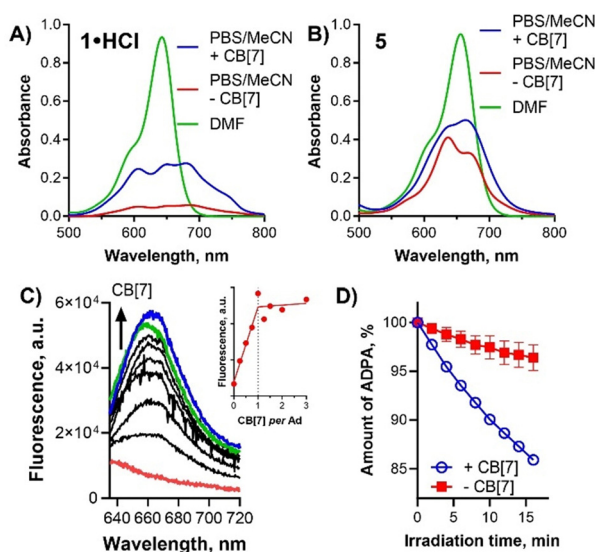 A)
1•HCl
PBS/MeCN
+ CB[7]
PBS/MeCN
- CB[7]
DMF
Absorbance
1.0
0.8
0.6
0.4
0.2
0.0
500 600 700 800
Wavelength, nm
B)
5
PBS/MeCN
+ CB[7]
PBS/MeCN
- CB[7]
DMF
Absorbance
1.0
0.8
0.6
0.4
0.2
0.0
500 600 700 800
Wavelength, nm
C)
CB[7]
Fluorescence, a.u.
6×10⁴
4×10⁴
2×10⁴
0
640 660 680 700 720
Wavelength, nm
Fluorescence, a.u.
0 1 2 3
CB[7] per Ad
D)
Amount of ADPA, %
100
95
90
85
+ CB[7]
- CB[7]
0 5 10 15
Irradiation time, min